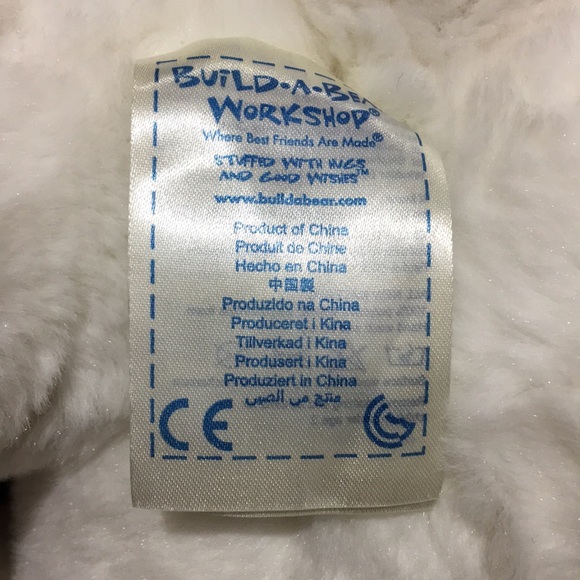 BUiLD•A•BEA
WORKSHOP®
Where Best Friends Are Made®
STUFFED WITH HUGS
AND GOOD WISHES™
www.buildabear.com
Product of China
Produit de Chine
Hecho en China
中国製
Produzido na China
Produceret i Kina
Tillverkad i Kina
Produsert i Kina
Produziert in China
منتج من الصين
CE